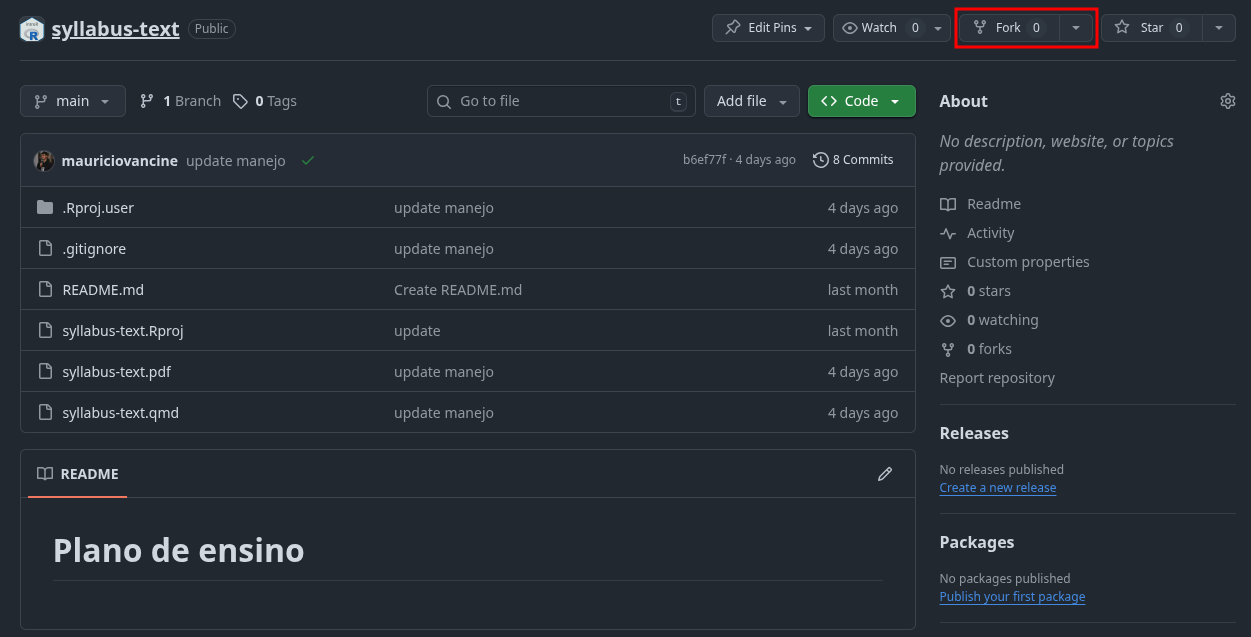 syllabus-text Public
Edit Pins Watch 0 Fork 0 Star 0
main 1 Branch 0 Tags Go to file t Add file Code
mauriciovancine update manejo b6ef77f · 4 days ago 8 Commits
.Rproj.user update manejo 4 days ago
.gitignore update manejo 4 days ago
README.md Create README.md last month
syllabus-text.Rproj update last month
syllabus-text.pdf update manejo 4 days ago
syllabus-text.qmd update manejo 4 days ago
README
Plano de ensino
About
No description, website, or topics
provided.
Readme
Activity
Custom properties
0 stars
0 watching
0 forks
Report repository
Releases
No releases published
Create a new release
Packages
No packages published
Publish your first package